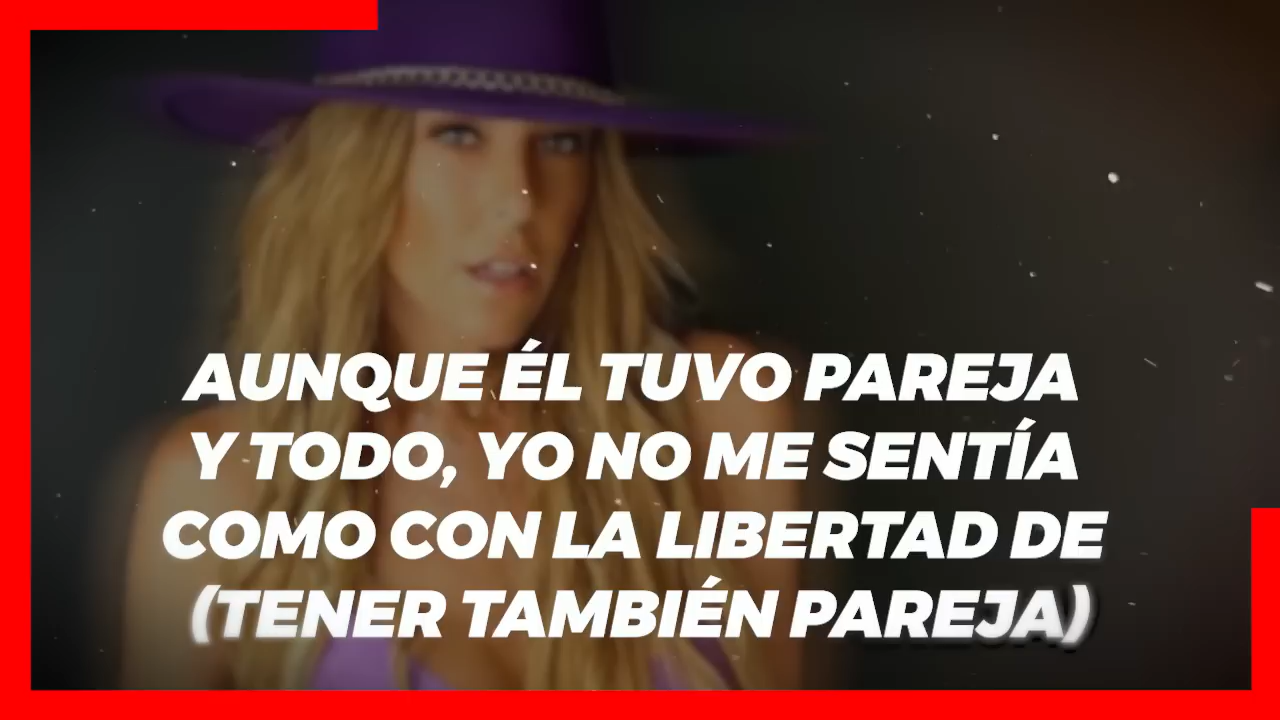 AUNQUE ÉL TUVO PAREJA
Y TODO, YO NO ME SENTÍA
COMO CON LA LIBERTAD DE
(TENER TAMBIÉN PAREJA)